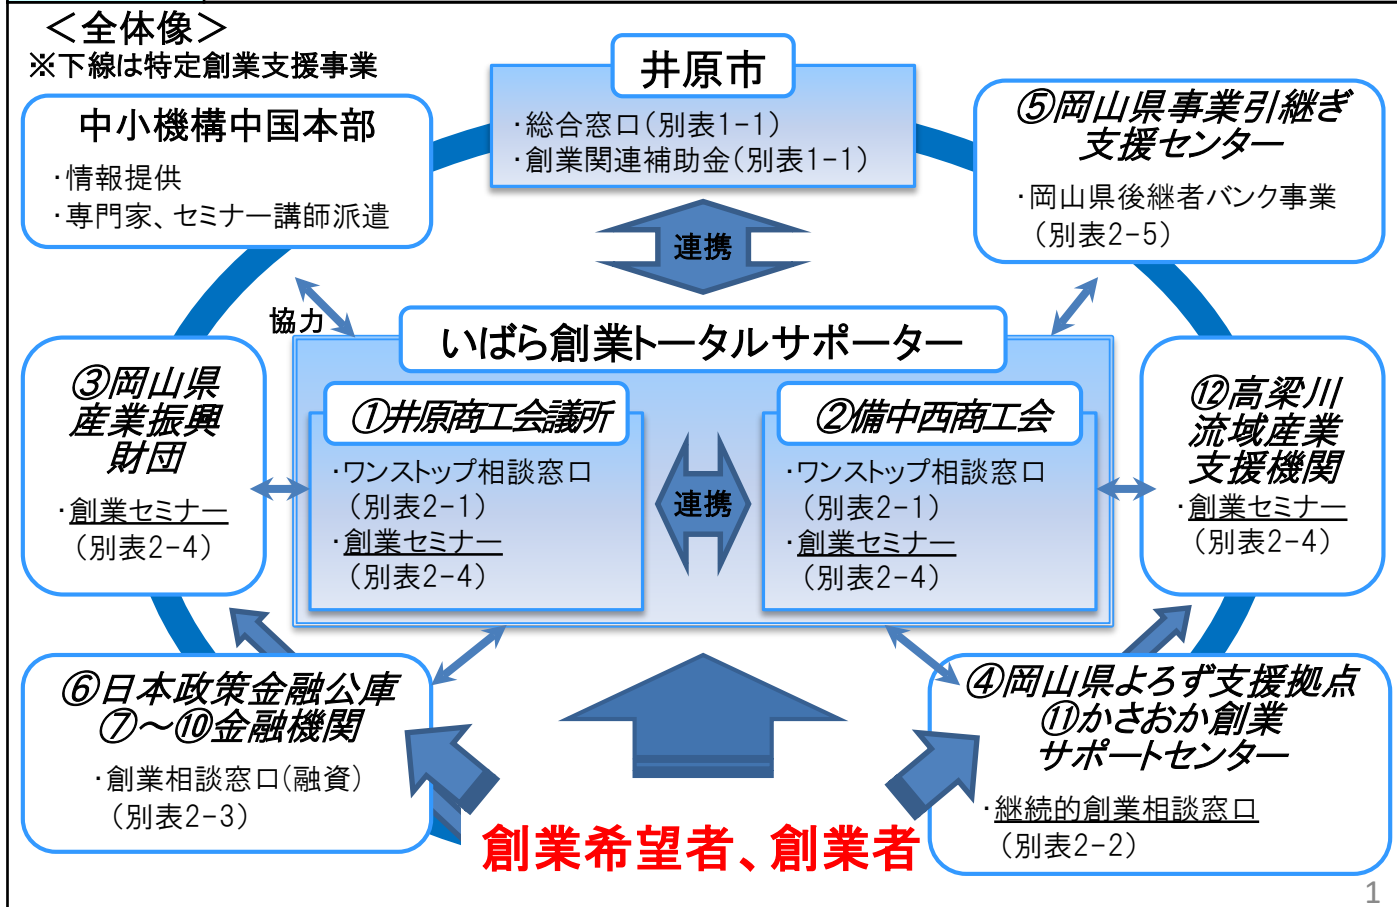 ＜全体像＞
※下線は特定創業支援事業
井原市
・総合窓口（別表1-1）
・創業関連補助金（別表1-1）
中小機構中国本部
・情報提供
・専門家、セミナー講師派遣
⑤岡山県事業引継ぎ
支援センター
・岡山県後継者バンク事業
（別表2-5）
連携
協力
いばら創業トータルサポーター
③岡山県
産業振興
財団
・創業セミナー
（別表2-4）
①井原商工会議所
・ワンストップ相談窓口
（別表2-1）
・創業セミナー
（別表2-4）
連携
②備中西商工会
・ワンストップ相談窓口
（別表2-1）
・創業セミナー
（別表2-4）
⑫高梁川
流域産業
支援機関
・創業セミナー
（別表2-4）
⑥日本政策金融公庫
⑦～⑩金融機関
・創業相談窓口（融資）
（別表2-3）
④岡山県よろず支援拠点
⑪かさおか創業
サポートセンター
・継続的創業相談窓口
（別表2-2）
創業希望者、創業者
1